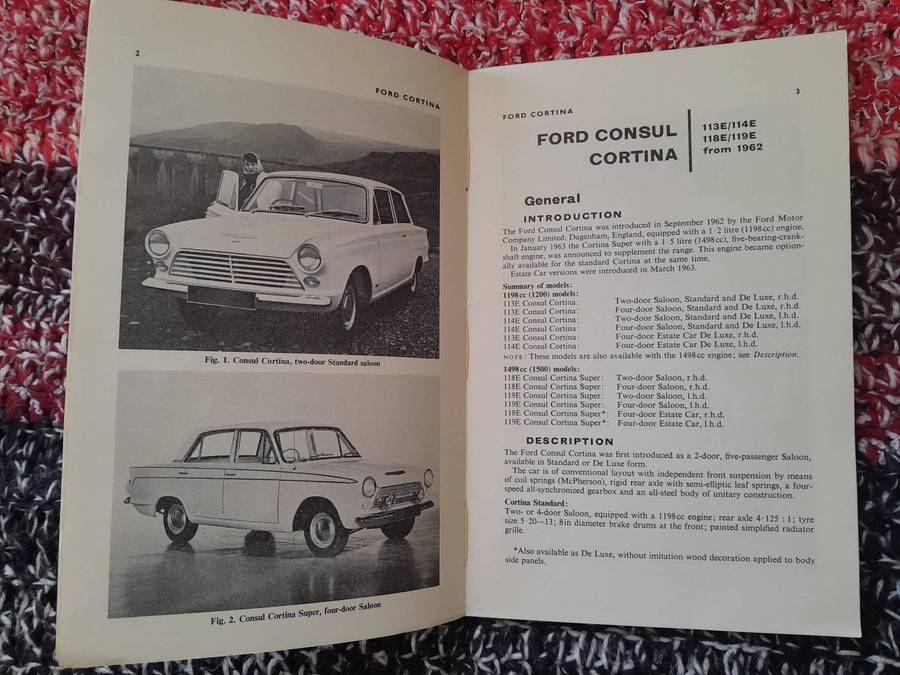 2
FORD CORTINA
Fig. 1. Consul Cortina, two-door Standard saloon
Fig. 2. Consul Cortina Super, four-door Saloon
3
FORD CORTINA
FORD CONSUL
CORTINA
113E/114E
118E/119E
from 1962
General
INTRODUCTION
The Ford Consul Cortina was introduced in September 1962 by the Ford Motor
Company Limited, Dagenham, England, equipped with a 1·2 litre (1198cc) engine.
In January 1963 the Cortina Super with a 1·5 litre (1498cc), five-bearing-crank-
shaft engine, was announced to supplement the range. This engine became option-
ally available for the standard Cortina at the same time.
Estate Car versions were introduced in March 1963.
Summary of models:
1198cc (1200) models:
113E Consul Cortina: Two-door Saloon, Standard and De Luxe, r.h.d.
113E Consul Cortina: Four-door Saloon, Standard and De Luxe, r.h.d.
114E Consul Cortina: Two-door Saloon, Standard and De Luxe, l.h.d.
114E Consul Cortina: Four-door Saloon, Standard and De Luxe, l.h.d.
113E Consul Cortina: Four-door Estate Car De Luxe, r.h.d.
114E Consul Cortina: Four-door Estate Car De Luxe, l.h.d.
NOTE: These models are also available with the 1498cc engine; see Description.
1498cc (1500) models:
118E Consul Cortina Super: Two-door Saloon, r.h.d.
118E Consul Cortina Super: Four-door Saloon, r.h.d.
119E Consul Cortina Super: Two-door Saloon, l.h.d.
119E Consul Cortina Super: Four-door Saloon, l.h.d.
118E Consul Cortina Super*: Four-door Estate Car, r.h.d.
119E Consul Cortina Super*: Four-door Estate Car, l.h.d.
DESCRIPTION
The Ford Consul Cortina was first introduced as a 2-door, five-passenger Saloon,
available in Standard or De Luxe form.
The car is of conventional layout with independent front suspension by means
of coil springs (McPherson), rigid rear axle with semi-elliptic leaf springs, a four-
speed all-synchronized gearbox and an all-steel body of unitary construction.
Cortina Standard:
Two- or 4-door Saloon, equipped with a 1198cc engine; rear axle 4·125 : 1; tyre
size 5·20—13; 8in diameter brake drums at the front; painted simplified radiator
grille.
*Also available as De Luxe, without imitation wood decoration applied to body
side panels.